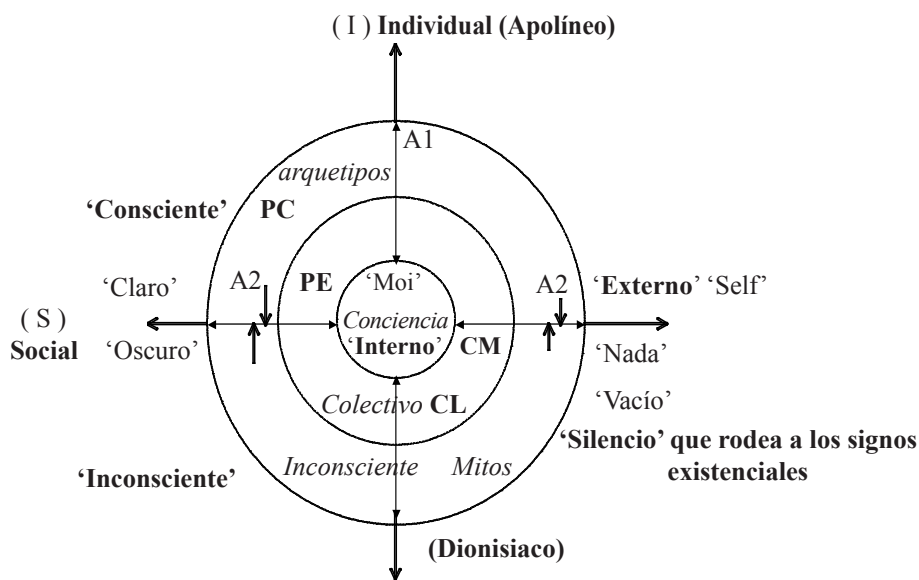 ( I ) Individual (Apolíneo)
A1
arquetipos
‘Consciente’ PC
‘Claro’ A2 PE ‘Moi’ A2 ‘Externo’ ‘Self’
( S )
Social
Conciencia
‘Oscuro’ ‘Interno’ CM ‘Nada’
Colectivo CL ‘Vacío’
‘Silencio’ que rodea a los signos
existenciales
‘Inconsciente’ Inconsciente Mitos
(Dionisiaco)